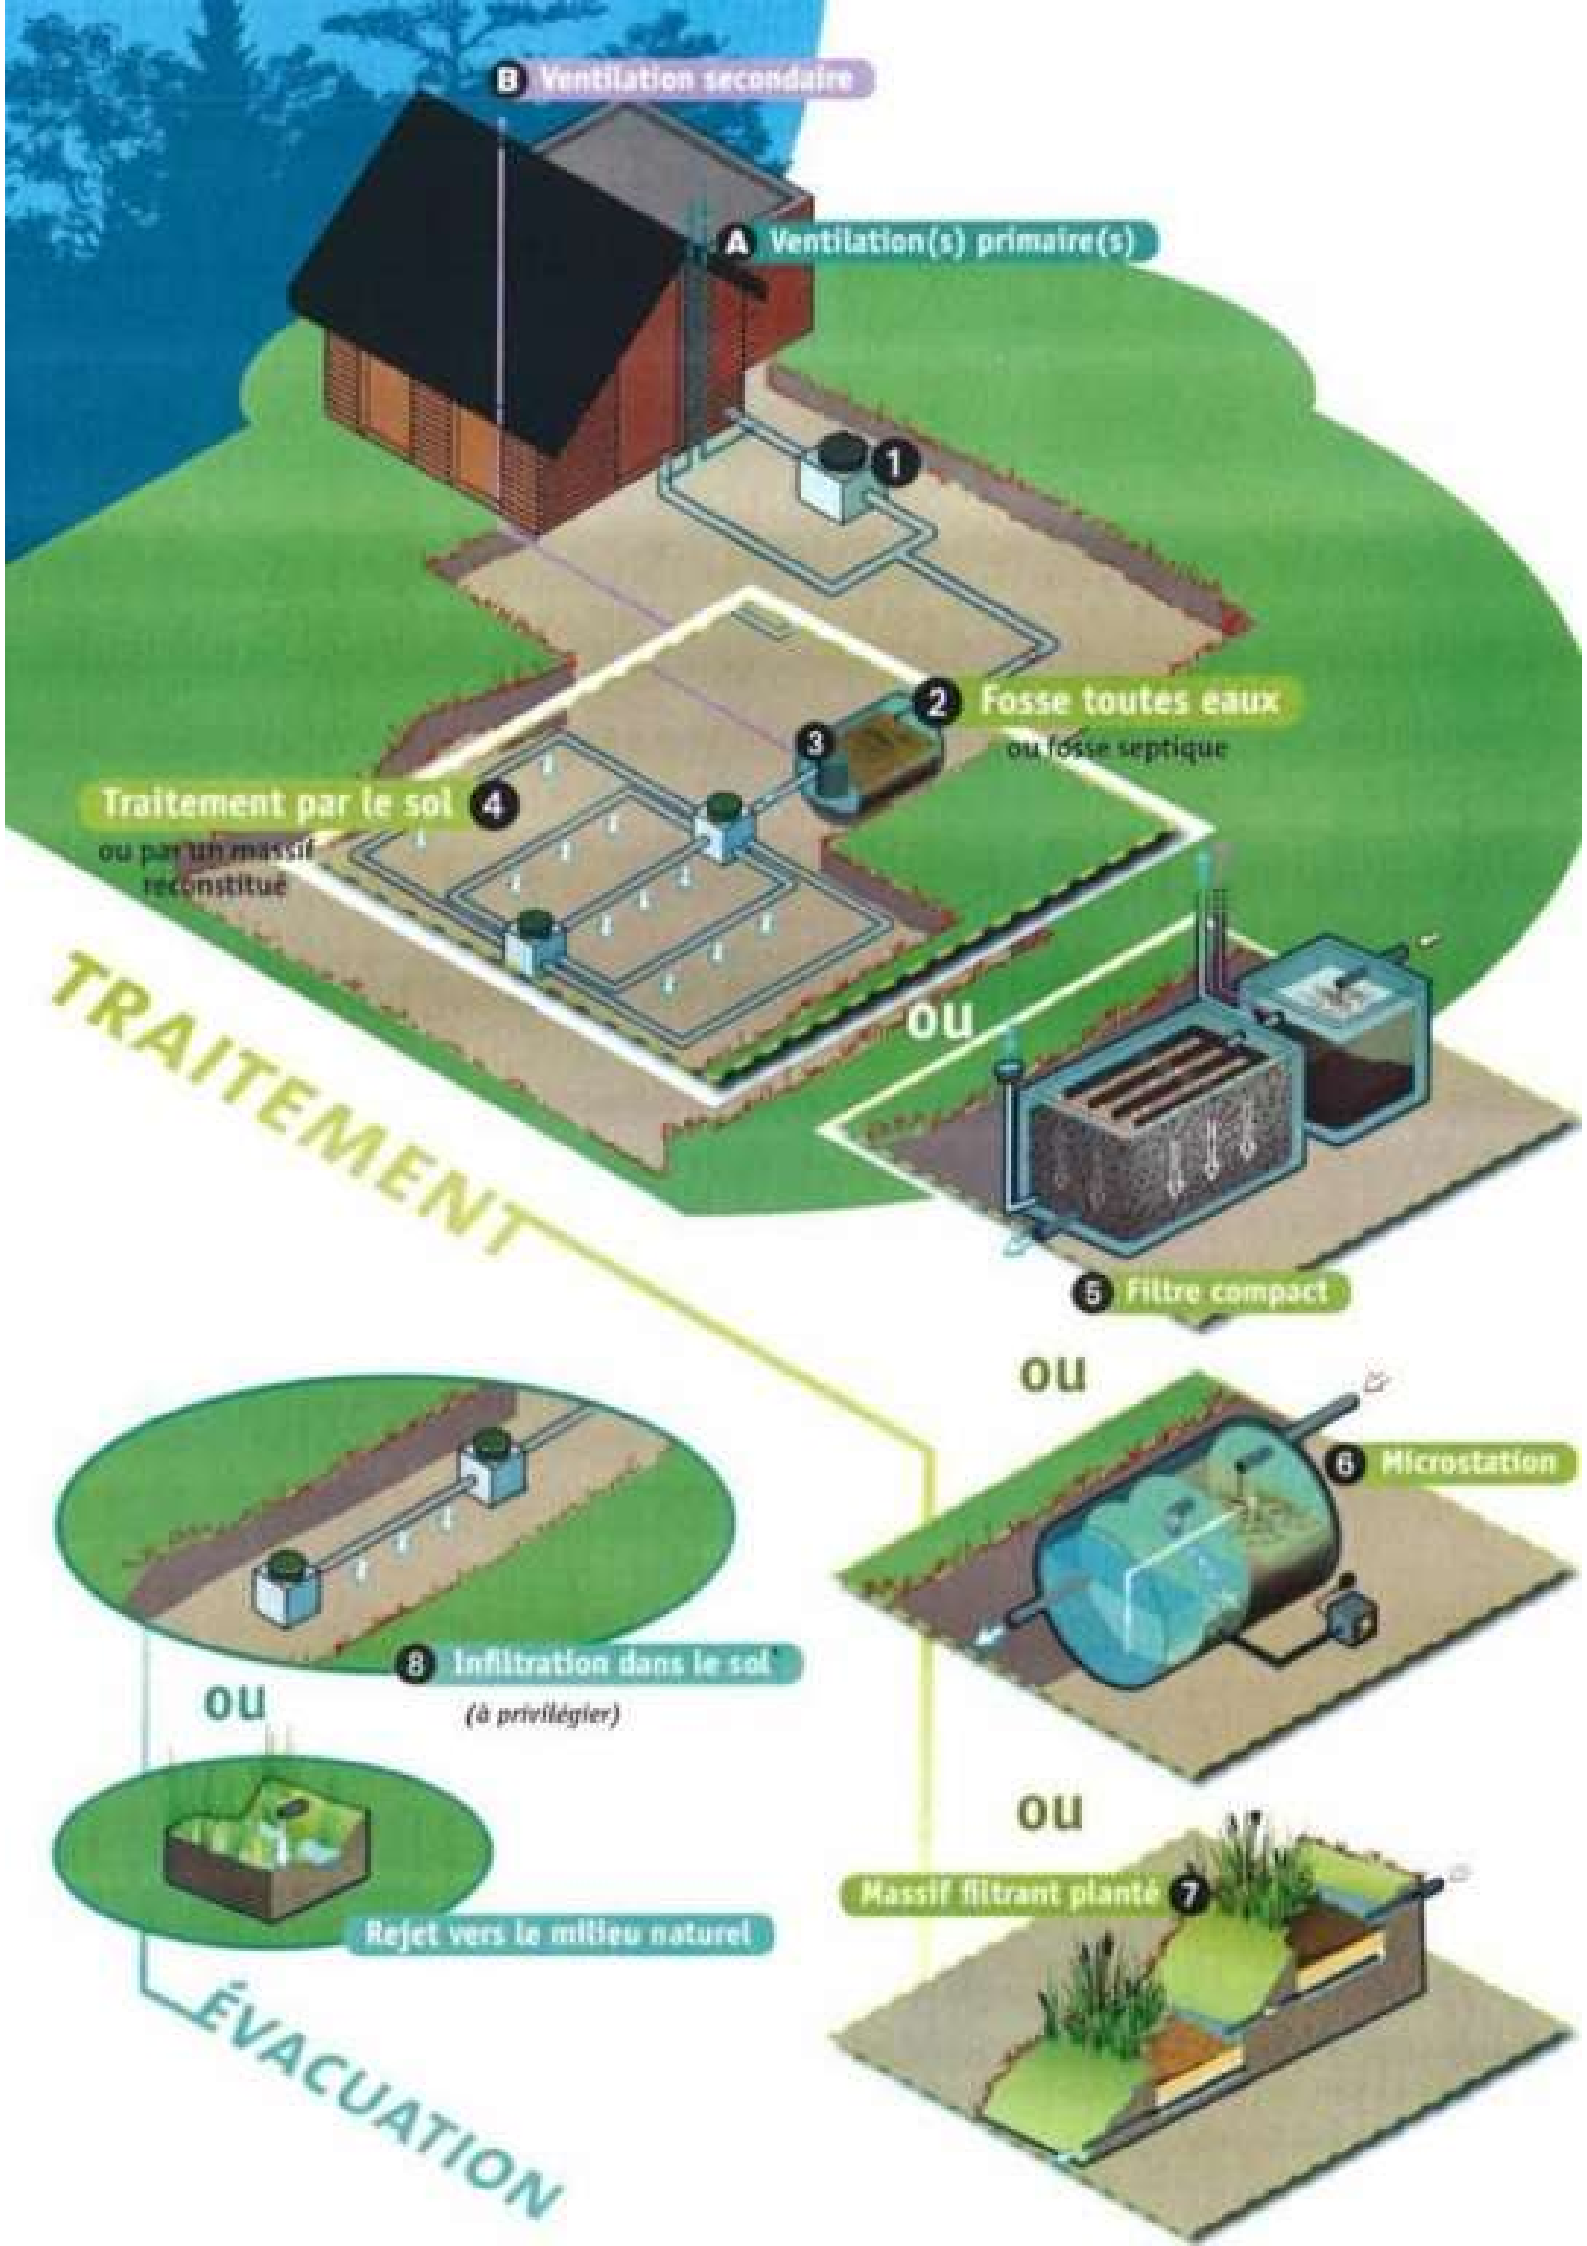 B Ventilation secondaire
A Ventilation(s) primaire(s)
1
2 Fosse toutes eaux
ou fosse septique
3
Traitement par le sol 4
ou par un massif
reconstitué
TRAITEMENT
ou
5 Filtre compact
ou
6 Microstation
8 Infiltration dans le sol
(à privilégier)
ou
ou
Massif filtrant planté 7
Rejet vers le milieu naturel
ÉVACUATION